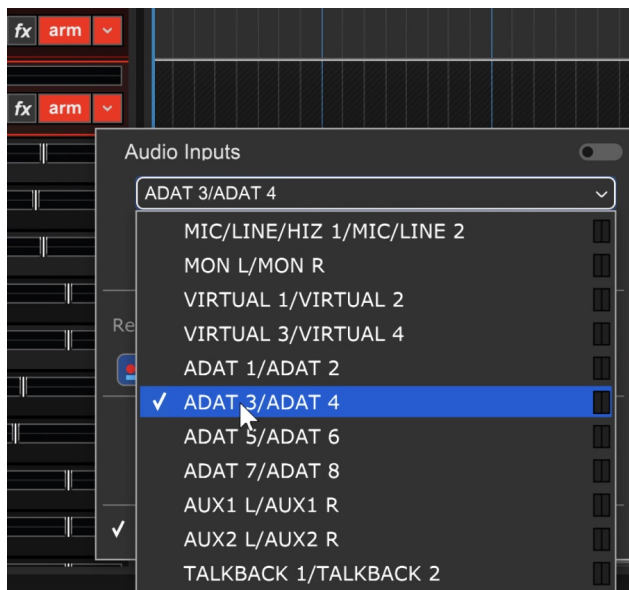 fx arm
fx arm
Audio Inputs
ADAT 3/ADAT 4
MIC/LINE/HIZ 1/MIC/LINE 2
MON L/MON R
VIRTUAL 1/VIRTUAL 2
Re
VIRTUAL 3/VIRTUAL 4
ADAT 1/ADAT 2
✓ ADAT 3/ADAT 4
ADAT 5/ADAT 6
ADAT 7/ADAT 8
AUX1 L/AUX1 R
✓
AUX2 L/AUX2 R
TALKBACK 1/TALKBACK 2